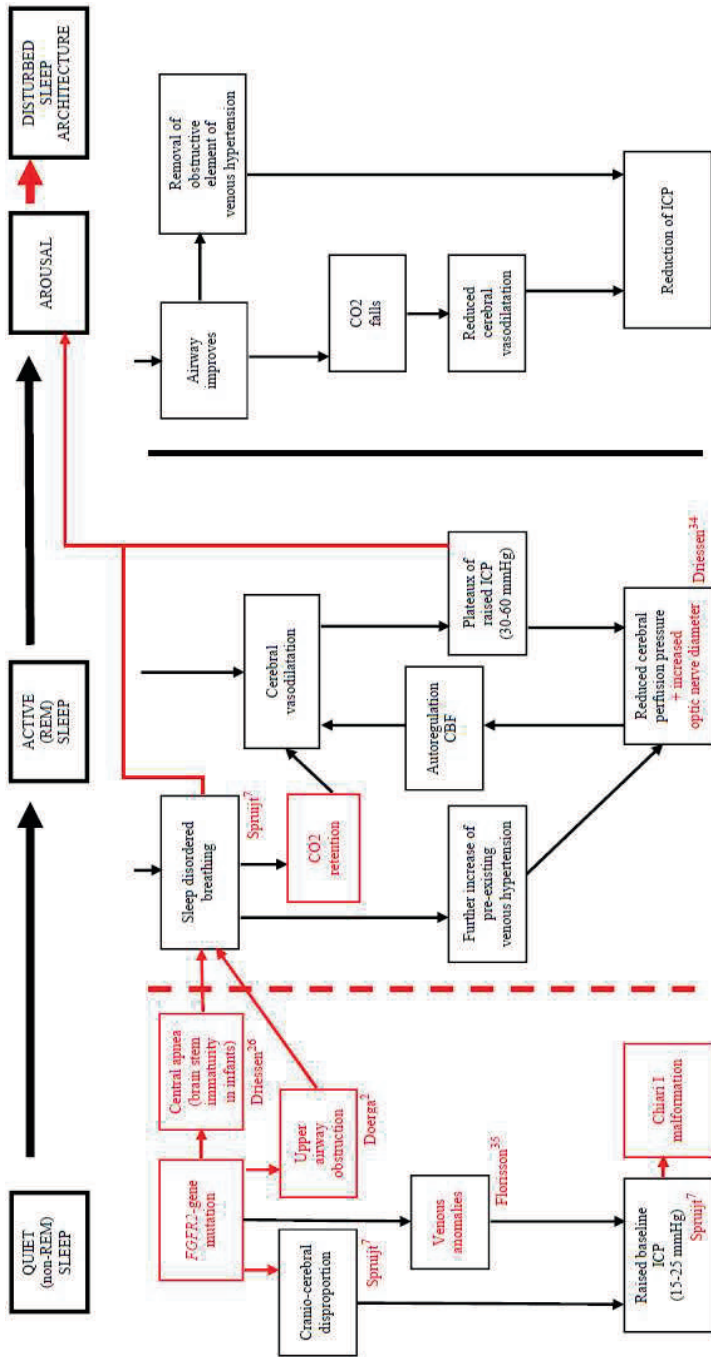 QUIET
(non-REM)
SLEEP
ACTIVE
(REM)
SLEEP
AROUSAL
DISTURBED
SLEEP
ARCHITECTURE
FGFR2-gene
mutation
Central apnea
(brain stem
immaturity
in infants)
Driessen26
Cranio-cerebral
disproportion
Spruijt7
Upper
airway
obstruction
Doerga2
Venous
anomalies
Florisson35
Raised baseline
ICP
(15-25 mmHg)
Spruijt7
Chiari I
malformation
Sleep disordered
breathing
Spruijt7
CO2
retention
Cerebral
vasodilatation
Further increase of
pre-existing
venous hypertension
Autoregulation
CBF
Plateaux of
raised ICP
(30-60 mmHg)
Reduced cerebral
perfusion pressure
+ increased
optic nerve diameter
Driessen34
Airway
improves
Removal of
obstructive
element of
venous hypertension
CO2
falls
Reduced
cerebral
vasodilatation
Reduction of ICP